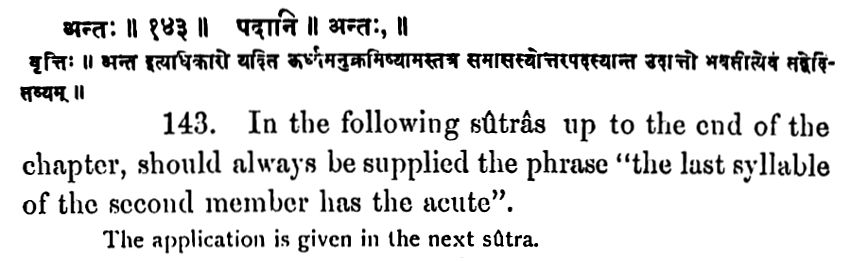 अन्तः ॥ १४३ ॥ पदानि ॥ अन्तः, ॥
वृत्तिः ॥ अन्त इत्यधिकारो यदित ऊर्ध्वमनुक्रमिष्यामस्तत्र समासस्योत्तरपदस्यान्त उदात्तो भवतीत्येवं तद्वेदि-
तव्यम् ॥
143. In the following sûtrâs up to the end of the
chapter, should always be supplied the phrase “the last syllable
of the second member has the acute”.
The application is given in the next sûtra.